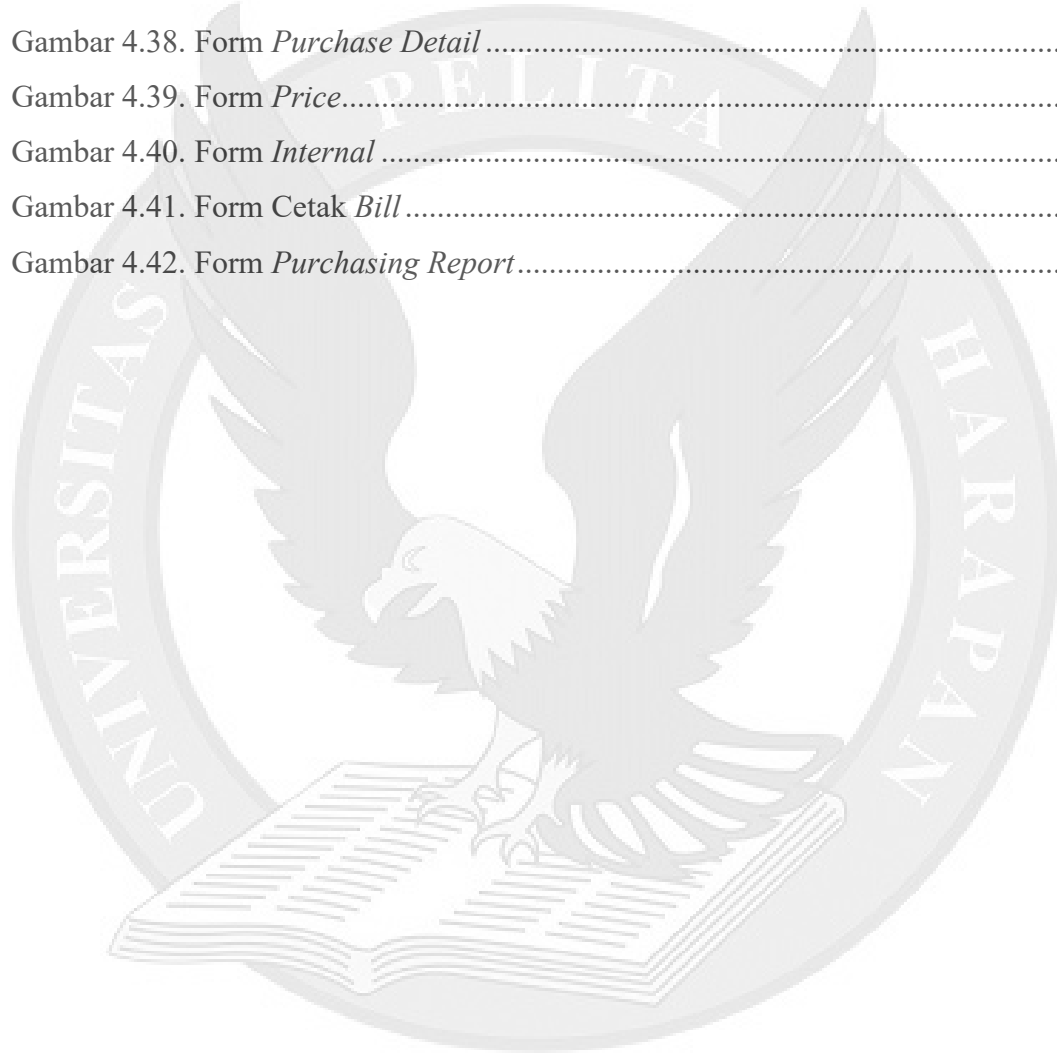 Gambar 4.38. Form Purchase Detail........................................................................
Gambar 4.39. Form Price........................................................................
Gambar 4.40. Form Internal........................................................................
Gambar 4.41. Form Cetak Bill........................................................................
Gambar 4.42. Form Purchasing Report........................................................................
UNIVERSITAS PELITA HARAPAN